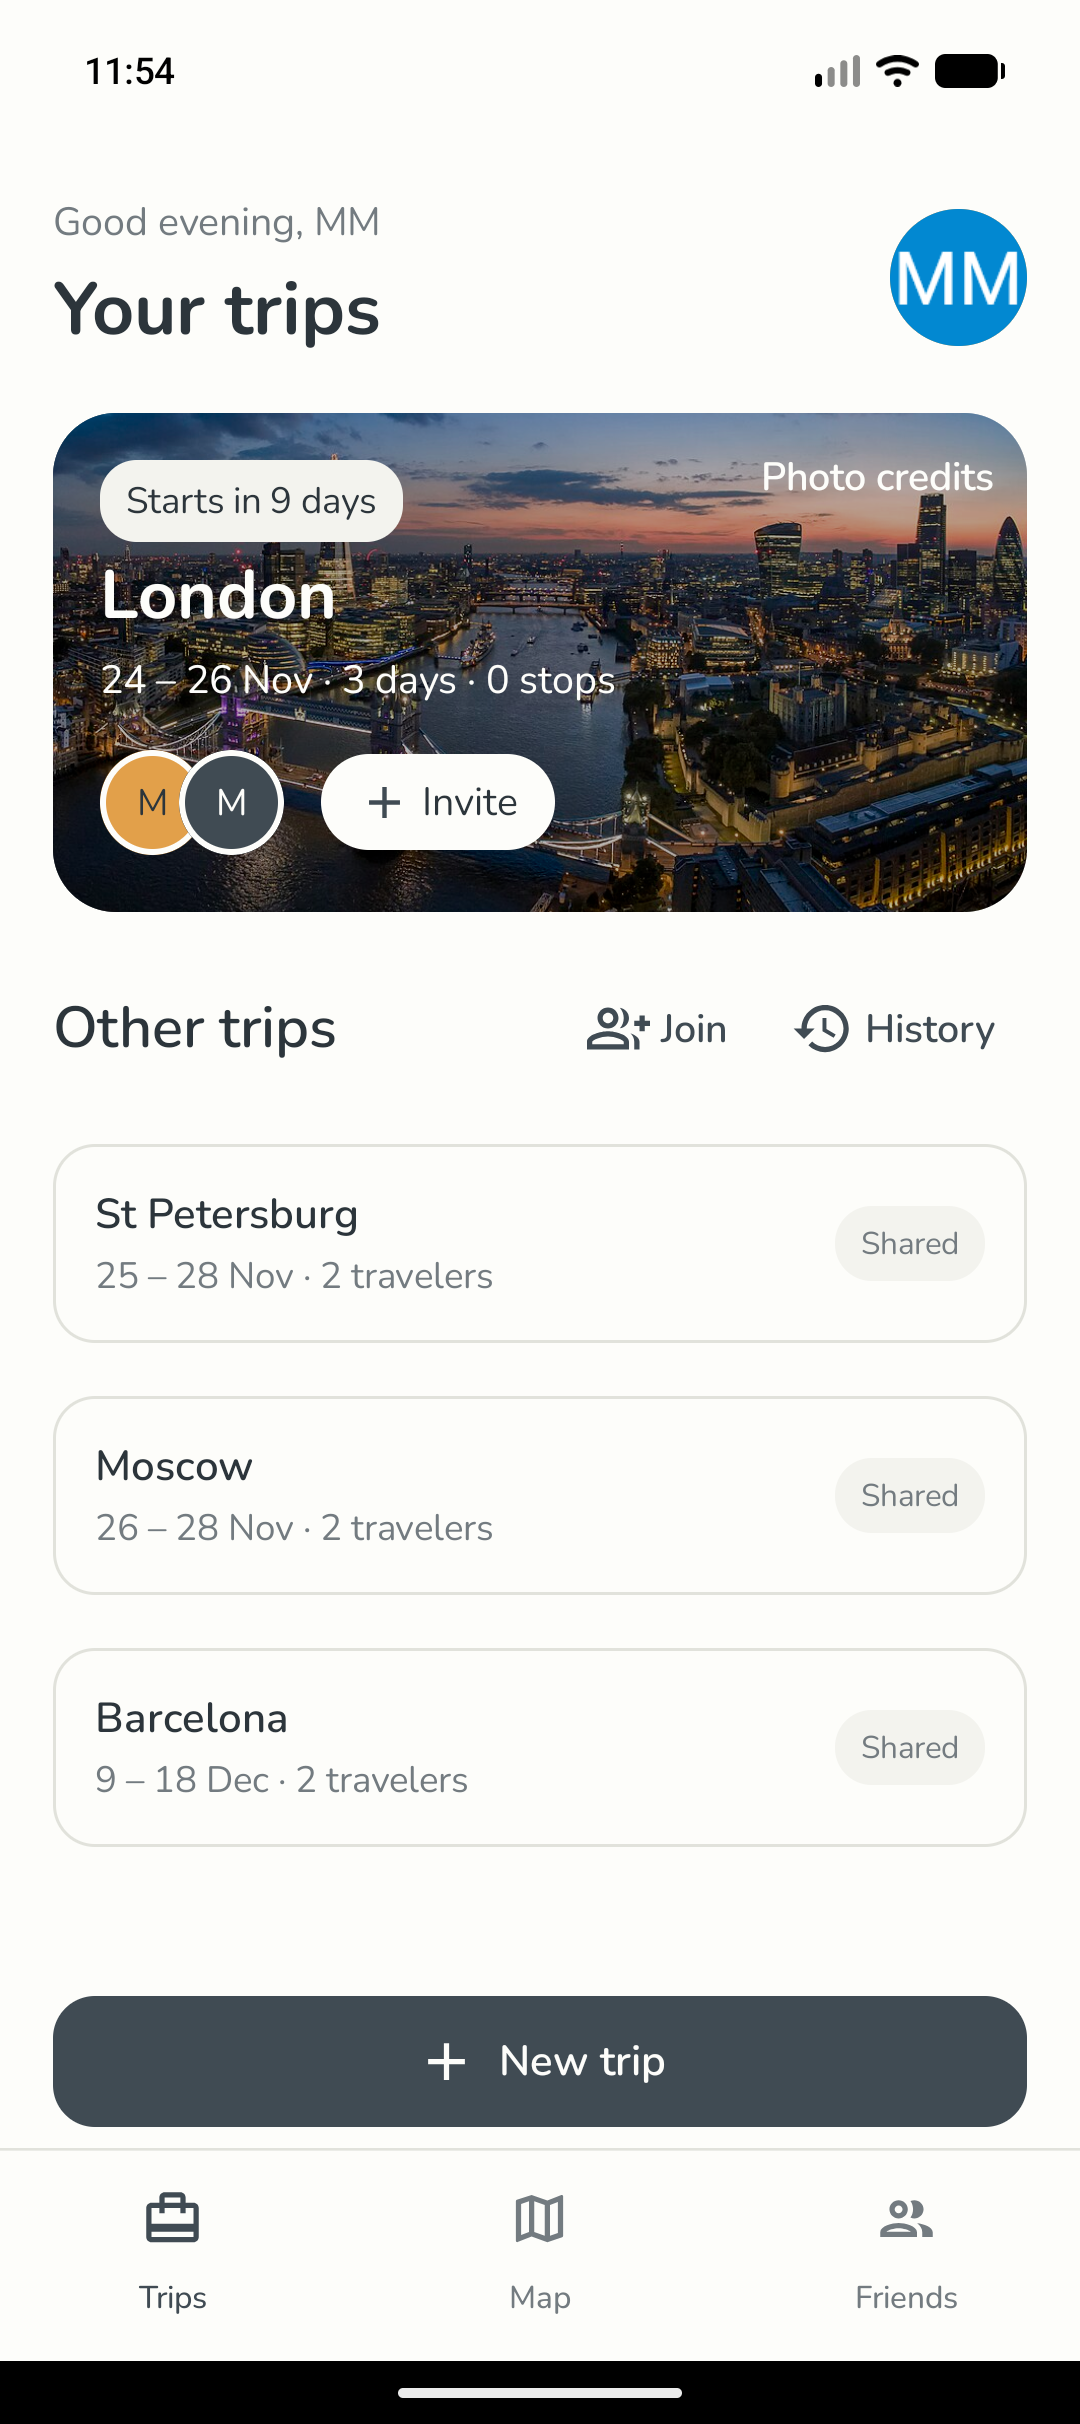 11:54
Good evening, MM
Your trips
MM
Starts in 9 days
Photo credits
London
24 – 26 Nov · 3 days · 0 stops
M M + Invite
Other trips
Join
History
St Petersburg
25 – 28 Nov · 2 travelers
Shared
Moscow
26 – 28 Nov · 2 travelers
Shared
Barcelona
9 – 18 Dec · 2 travelers
Shared
+ New trip
Trips
Map
Friends